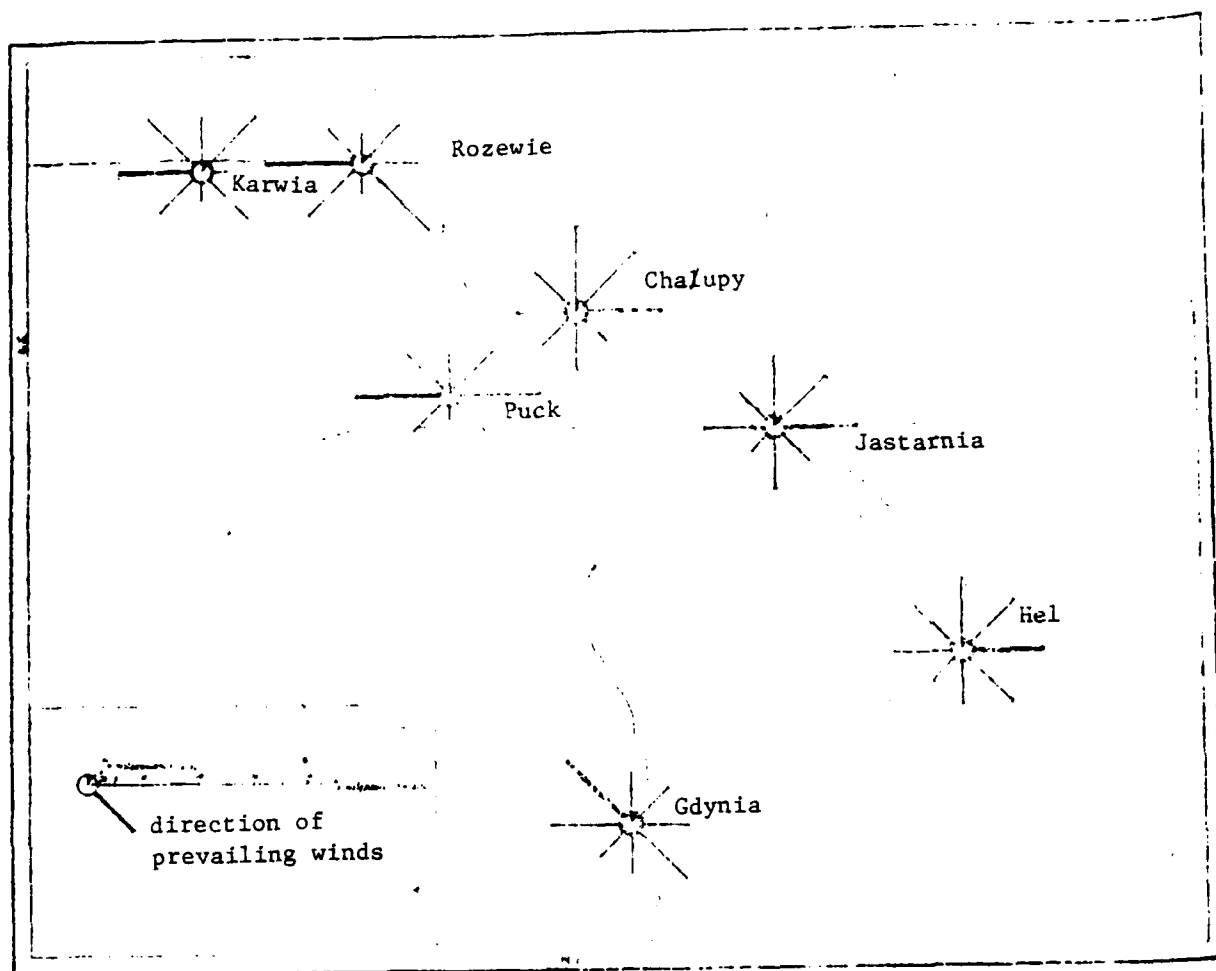 Rozewie
Karwia
Chałupy
Puck
Jastarnia
Hel
Gdynia
direction of
prevailing winds